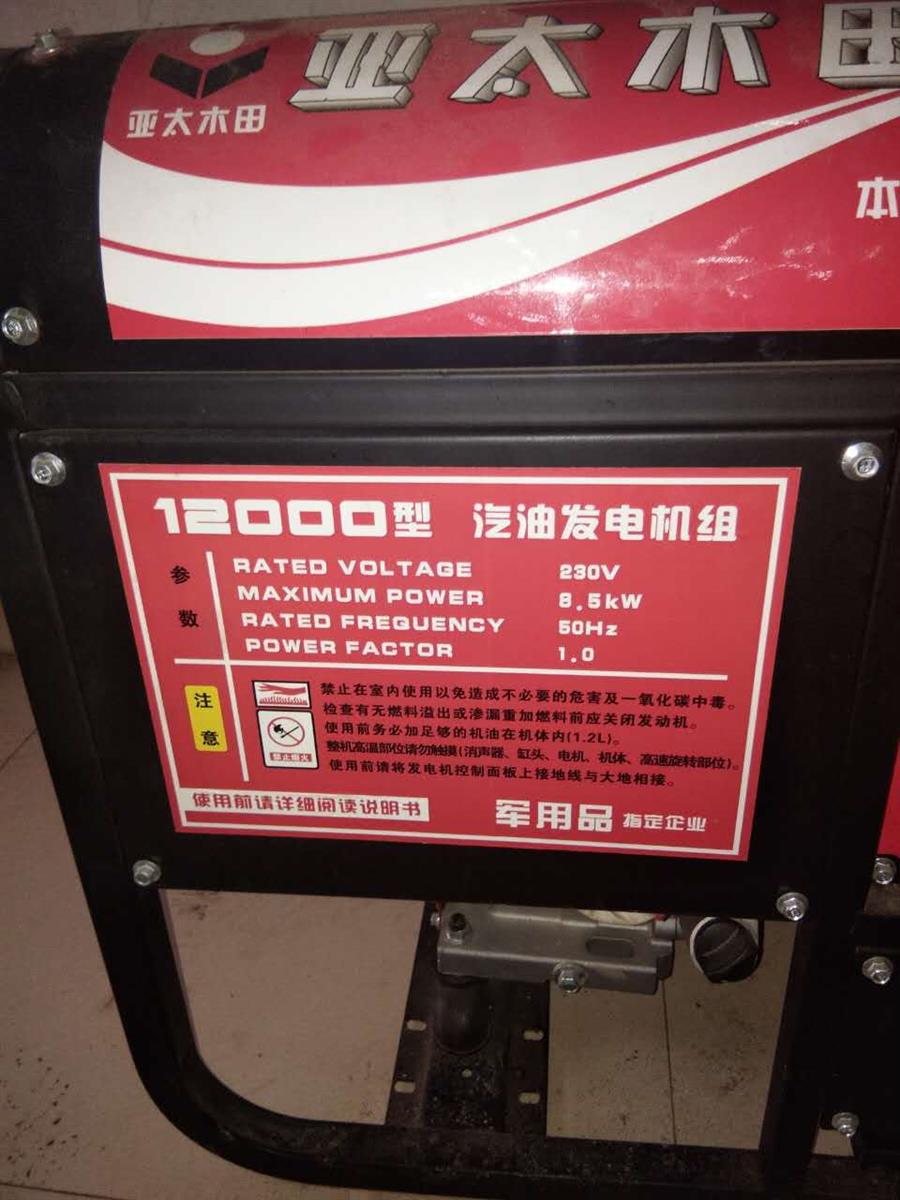 亚太木田
亚太木田
本
12000型 汽油发电机组
参数
RATED VOLTAGE 230V
MAXIMUM POWER 8.5kW
RATED FREQUENCY 50Hz
POWER FACTOR 1.0
注意
禁止在室内使用以免造成不必要的危害及一氧化碳中毒。
检查有无燃料溢出或渗漏重加燃料前应关闭发动机。
使用前务必加足够的机油在机体内(1.2L)。
整机高温部位请勿触摸(消声器、缸头、电机、机体、高速旋转部位)。
使用前请将发电机控制面板上接地线与大地相接。
禁止烟火
使用前请详细阅读说明书
军用品 指定企业